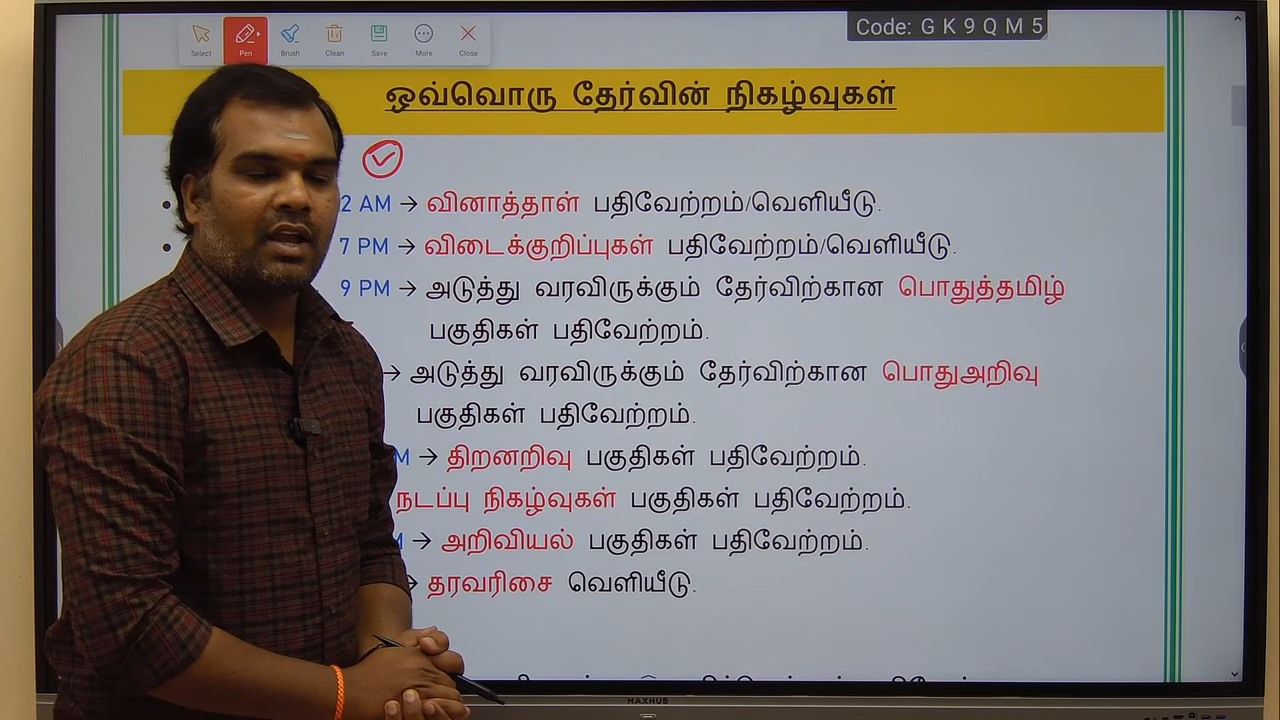 Select Pen Brush Clean Save More Close
Code: G K 9 Q M 5
ஒவ்வொரு தேர்வின் நிகழ்வுகள்
2 AM → வினாத்தாள் பதிவேற்றம்/வெளியீடு.
7 PM → விடைக்குறிப்புகள் பதிவேற்றம்/வெளியீடு.
9 PM → அடுத்து வரவிருக்கும் தேர்விற்கான பொதுத்தமிழ்
பகுதிகள் பதிவேற்றம்.
→ அடுத்து வரவிருக்கும் தேர்விற்கான பொதுஅறிவு
பகுதிகள் பதிவேற்றம்.
M → திறனறிவு பகுதிகள் பதிவேற்றம்.
நடப்பு நிகழ்வுகள் பகுதிகள் பதிவேற்றம்.
→ அறிவியல் பகுதிகள் பதிவேற்றம்.
→ தரவரிசை வெளியீடு.
MAXHUB